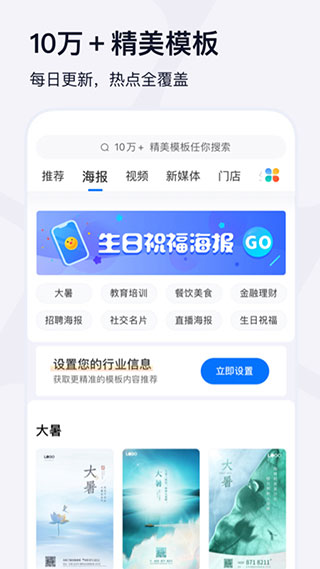 10万＋精美模板
每日更新，热点全覆盖
10万＋ 精美模板任你搜索
推荐 海报 视频 新媒体 门店
生日祝福海报 GO
大暑 教育培训 餐饮美食 金融理财
招聘海报 社交名片 直播海报 生日祝福
设置您的行业信息
获取更精准的模板内容推荐
立即设置
大暑
LOGO
大暑
大暑
LOGO
大暑
871 8211